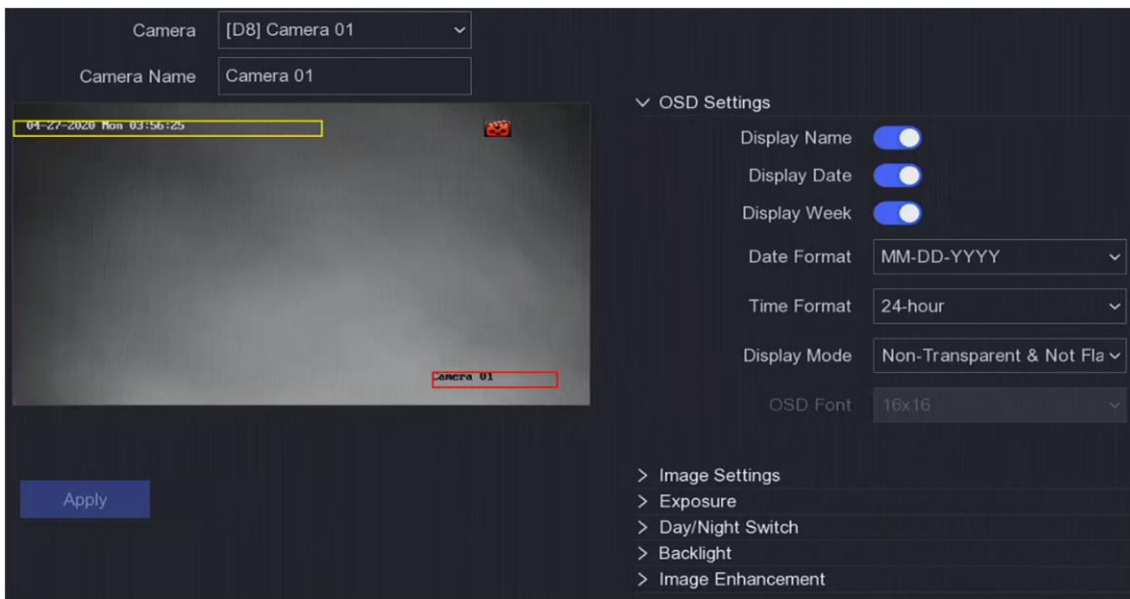 Camera
[D8] Camera 01
Camera Name
Camera 01
04-27-2020 Mon 03:56:25
Camera 01
Apply
OSD Settings
Display Name
Display Date
Display Week
Date Format
MM-DD-YYYY
Time Format
24-hour
Display Mode
Non-Transparent & Not Fla
OSD Font
16x16
Image Settings
Exposure
Day/Night Switch
Backlight
Image Enhancement